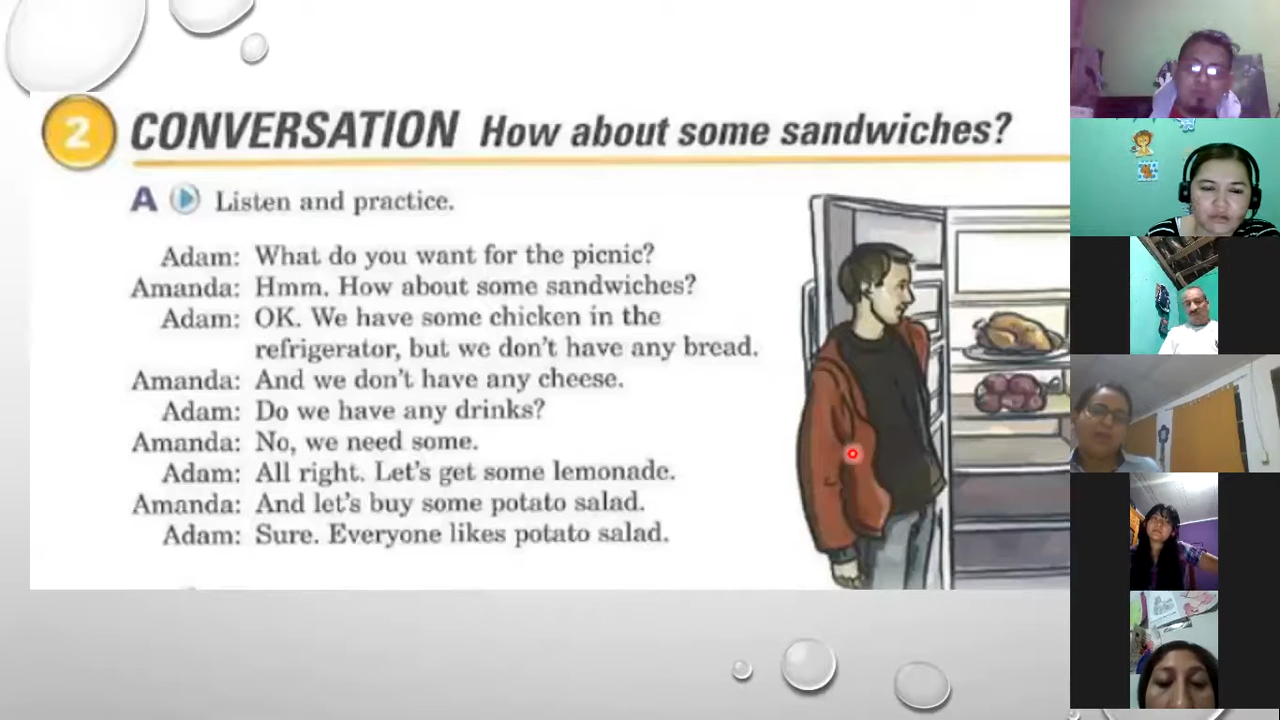 2 CONVERSATION How about some sandwiches?
A Listen and practice.
Adam: What do you want for the picnic?
Amanda: Hmm. How about some sandwiches?
Adam: OK. We have some chicken in the
refrigerator, but we don't have any bread.
Amanda: And we don't have any cheese.
Adam: Do we have any drinks?
Amanda: No, we need some.
Adam: All right. Let's get some lemonade.
Amanda: And let's buy some potato salad.
Adam: Sure. Everyone likes potato salad.